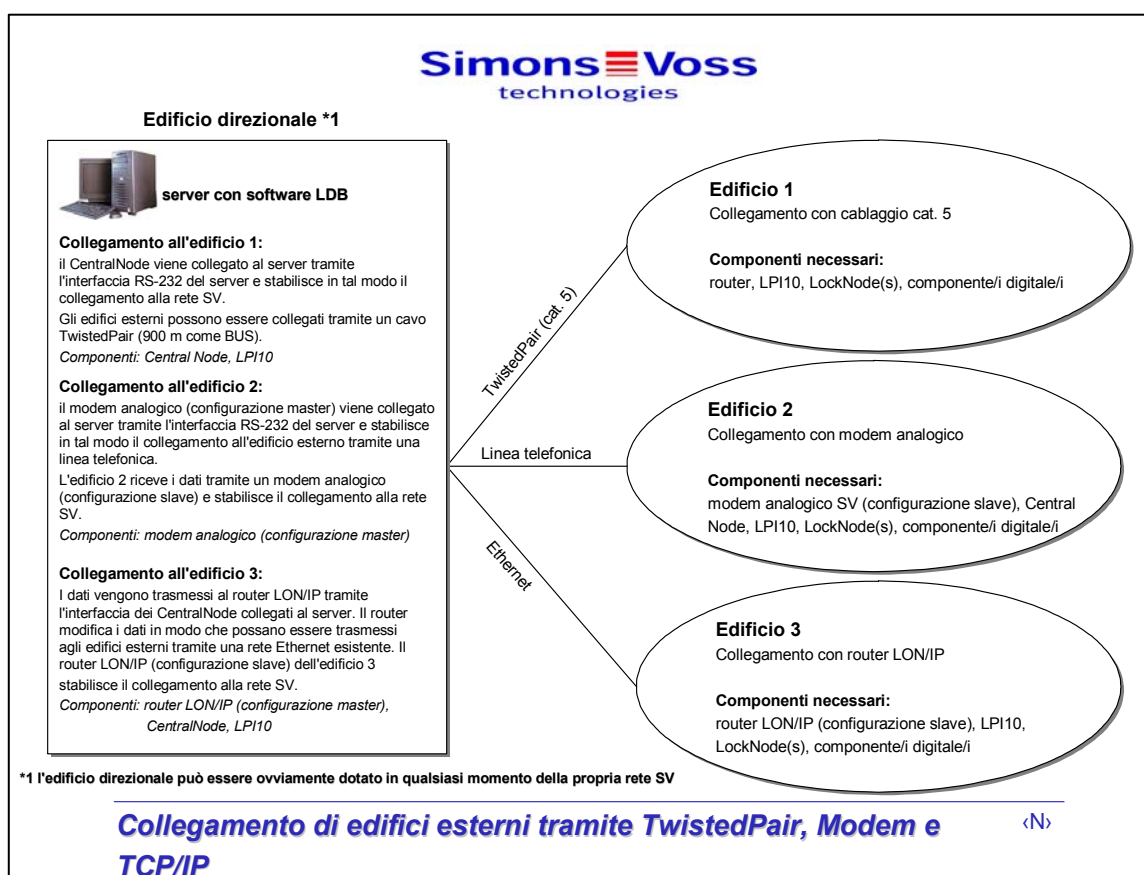 Simons Voss
technologies
Edificio direzionale *1
server con software LDB
Collegamento all'edificio 1:
il CentralNode viene collegato al server tramite
l'interfaccia RS-232 del server e stabilisce in tal modo il
collegamento alla rete SV.
Gli edifici esterni possono essere collegati tramite un cavo
TwistedPair (900 m come BUS).
Componenti: Central Node, LPI10
Collegamento all'edificio 2:
il modem analogico (configurazione master) viene collegato
al server tramite l'interfaccia RS-232 del server e stabilisce
in tal modo il collegamento all'edificio esterno tramite una
linea telefonica.
L'edificio 2 riceve i dati tramite un modem analogico
(configurazione slave) e stabilisce il collegamento alla rete
SV.
Componenti: modem analogico (configurazione master)
Collegamento all'edificio 3:
I dati vengono trasmessi al router LON/IP tramite
l'interfaccia dei CentralNode collegati al server. Il router
modifica i dati in modo che possano essere trasmessi
agli edifici esterni tramite una rete Ethernet esistente. Il
router LON/IP (configurazione slave) dell'edificio 3
stabilisce il collegamento alla rete SV.
Componenti: router LON/IP (configurazione master),
CentralNode, LPI10
TwistedPair (cat. 5)
Linea telefonica
Ethernet
Edificio 1
Collegamento con cablaggio cat. 5
Componenti necessari:
router, LPI10, LockNode(s), componente/i digitale/i
Edificio 2
Collegamento con modem analogico
Componenti necessari:
modem analogico SV (configurazione slave), Central
Node, LPI10, LockNode(s), componente/i digitale/i
Edificio 3
Collegamento con router LON/IP
Componenti necessari:
router LON/IP (configurazione slave), LPI10,
LockNode(s), componente/i digitale/i
*1 l'edificio direzionale può essere ovviamente dotato in qualsiasi momento della propria rete SV
Collegamento di edifici esterni tramite TwistedPair, Modem e
TCP/IP
‹N›